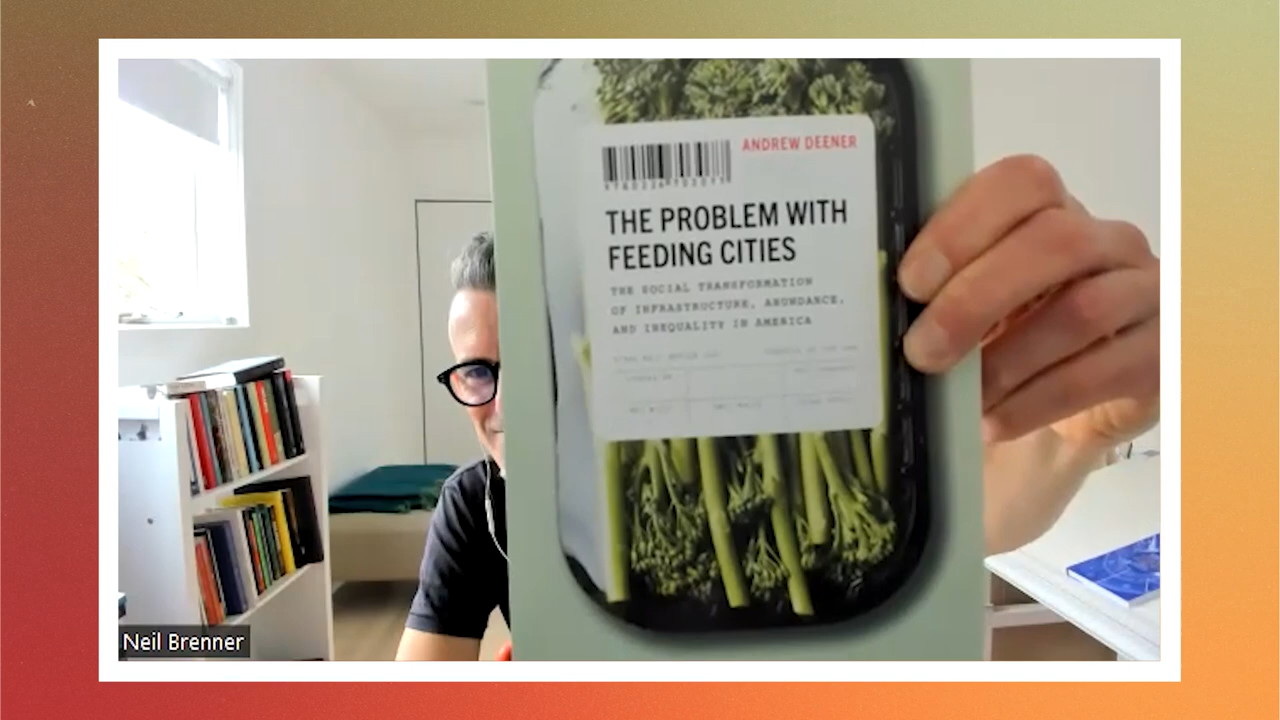 ANDREW DEENER
THE PROBLEM WITH
FEEDING CITIES
THE SOCIAL TRANSFORMATION
OF INFRASTRUCTURE, ABUNDANCE,
AND INEQUALITY IN AMERICA
Neil Brenner